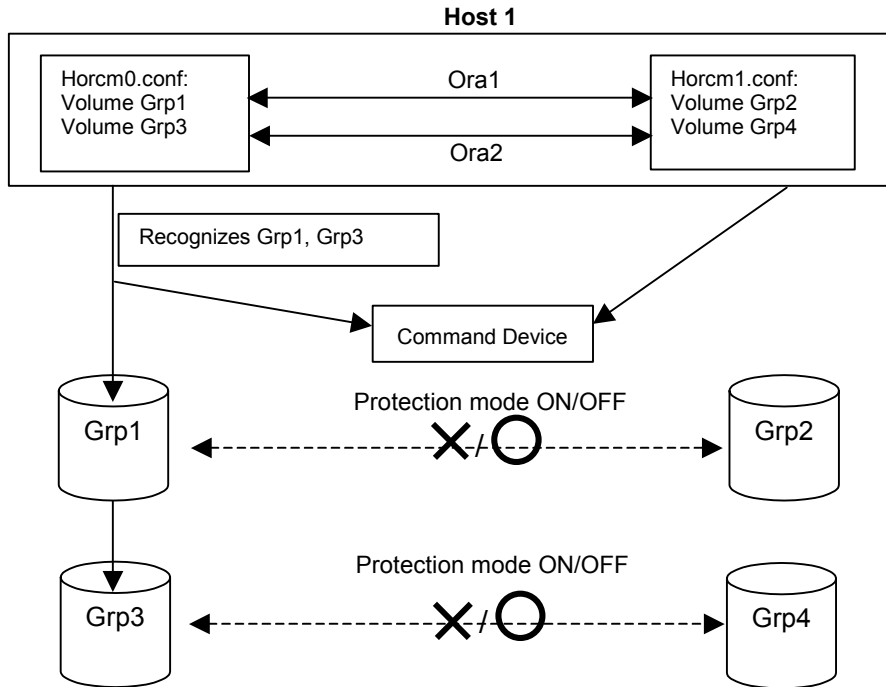 Host 1
Horcm0.conf:
Volume Grp1
Volume Grp3
Ora1
Ora2
Horcm1.conf:
Volume Grp2
Volume Grp4
Recognizes Grp1, Grp3
Command Device
Protection mode ON/OFF
Grp1
/
Grp2
Protection mode ON/OFF
Grp3
/
Grp4